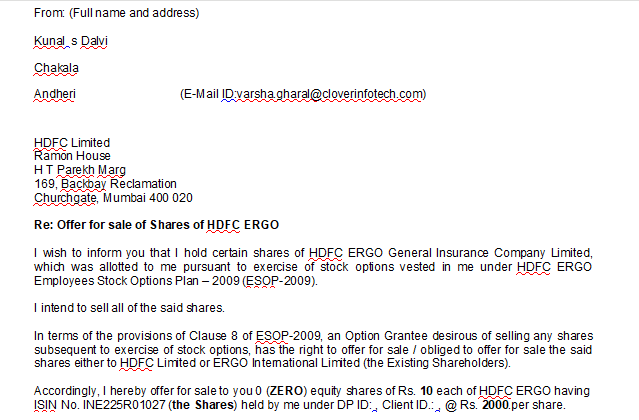 From: (Full name and address)
Kunal s Dalvi
Chakala
Andheri (E-Mail ID:varsha.gharal@cloverinfotech.com)
HDFC Limited
Ramon House
H T Parekh Marg
169, Backbay Reclamation
Churchgate, Mumbai 400 020
Re: Offer for sale of Shares of HDFC ERGO
I wish to inform you that I hold certain shares of HDFC ERGO General Insurance Company Limited,
which was allotted to me pursuant to exercise of stock options vested in me under HDFC ERGO
Employees Stock Options Plan – 2009 (ESOP-2009).
I intend to sell all of the said shares.
In terms of the provisions of Clause 8 of ESOP-2009, an Option Grantee desirous of selling any shares
subsequent to exercise of stock options, has the right to offer for sale / obliged to offer for sale the said
shares either to HDFC Limited or ERGO International Limited (the Existing Shareholders).
Accordingly, I hereby offer for sale to you 0 (ZERO) equity shares of Rs. 10 each of HDFC ERGO having
ISIN No. INE225R01027 (the Shares) held by me under DP ID:, Client ID.:, @ Rs. 2000 per share.